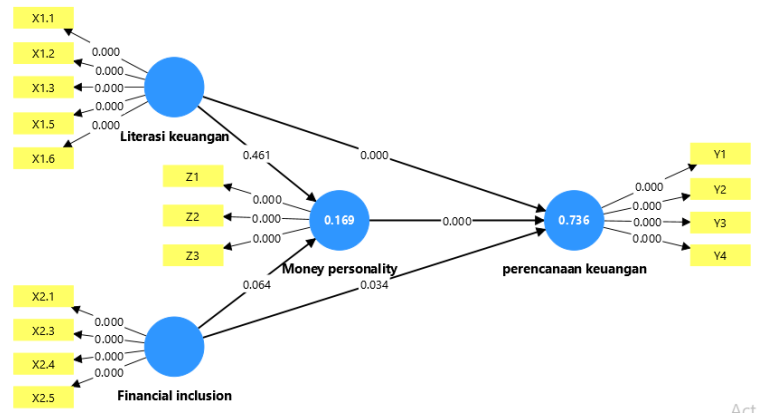 X1.1
X1.2
X1.3
X1.5
X1.6
0.000
0.000
0.000
0.000
0.000
Literasi keuangan
0.461
0.000
Z1
Z2
Z3
0.000
0.000
0.000
0.169
Money personality
0.000
0.736
perencanaan keuangan
Y1
Y2
Y3
Y4
0.000
0.000
0.000
0.000
0.064
0.034
X2.1
X2.3
X2.4
X2.5
0.000
0.000
0.000
0.000
Financial inclusion
Act